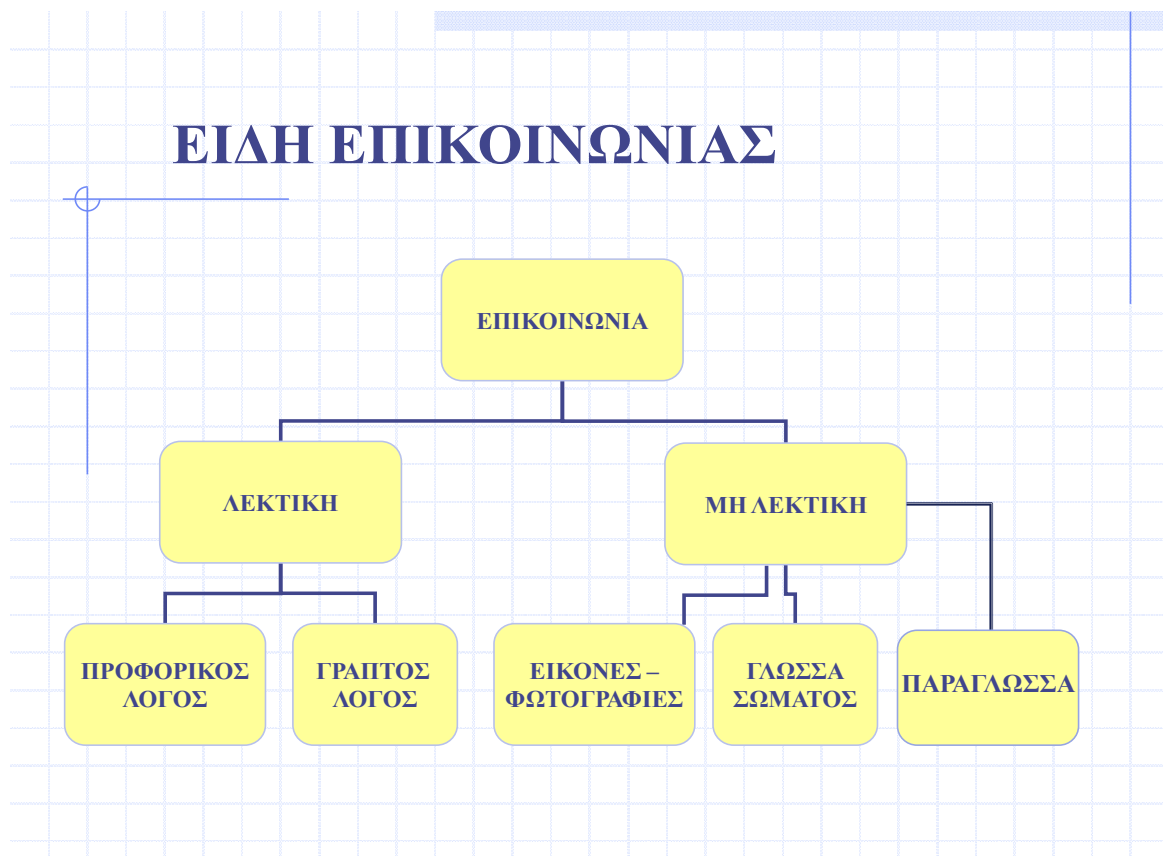 ΕΙΔΗ ΕΠΙΚΟΙΝΩΝΙΑΣ
ΕΠΙΚΟΙΝΩΝΙΑ
ΛΕΚΤΙΚΗ
ΜΗ ΛΕΚΤΙΚΗ
ΠΡΟΦΟΡΙΚΟΣ
ΛΟΓΟΣ
ΓΡΑΠΤΟΣ
ΛΟΓΟΣ
ΕΙΚΟΝΕΣ –
ΦΩΤΟΓΡΑΦΙΕΣ
ΓΛΩΣΣΑ
ΣΩΜΑΤΟΣ
ΠΑΡΑΓΛΩΣΣΑ